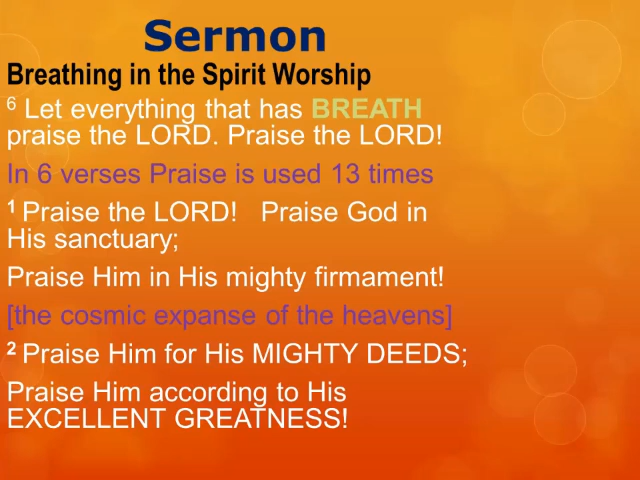 Sermon
Breathing in the Spirit Worship
6 Let everything that has BREATH
praise the LORD. Praise the LORD!
In 6 verses Praise is used 13 times
1 Praise the LORD!   Praise God in
His sanctuary;
Praise Him in His mighty firmament!
[the cosmic expanse of the heavens]
2 Praise Him for His MIGHTY DEEDS;
Praise Him according to His
EXCELLENT GREATNESS!